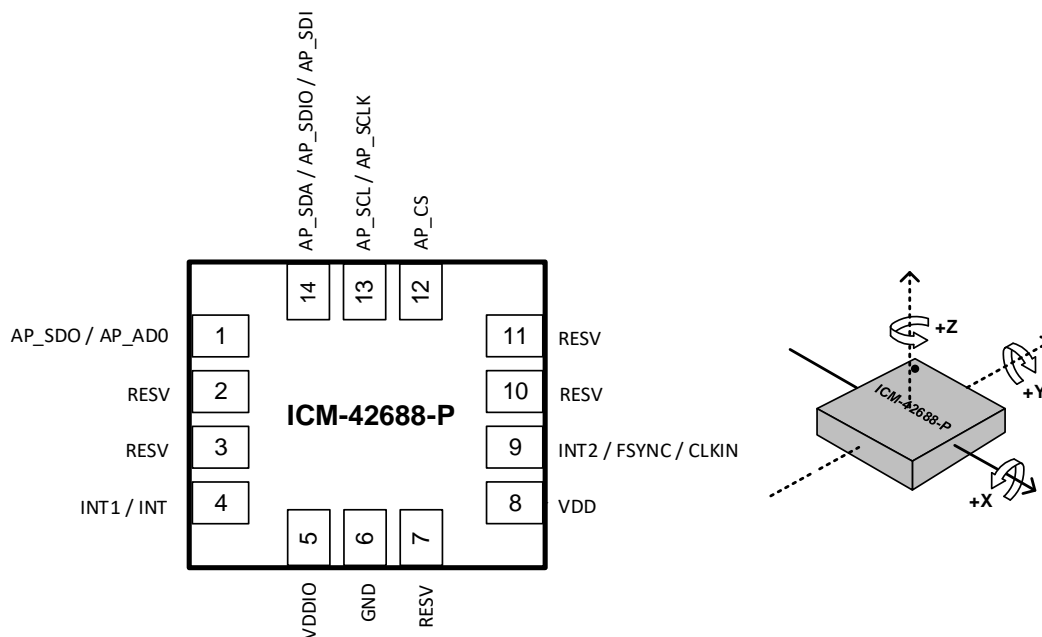 AP_SDA / AP_SDIO / AP_SDI
AP_SCL / AP_SCLK
AP_CS
14
13
12
AP_SDO / AP_AD0
1
11
RESV
RESV
2
10
RESV
ICM-42688-P
RESV
3
9
INT2 / FSYNC / CLKIN
INT1 / INT
4
8
VDD
5
6
7
VDDIO
GND
RESV
+Z
+Y
ICM-42688-P
+X